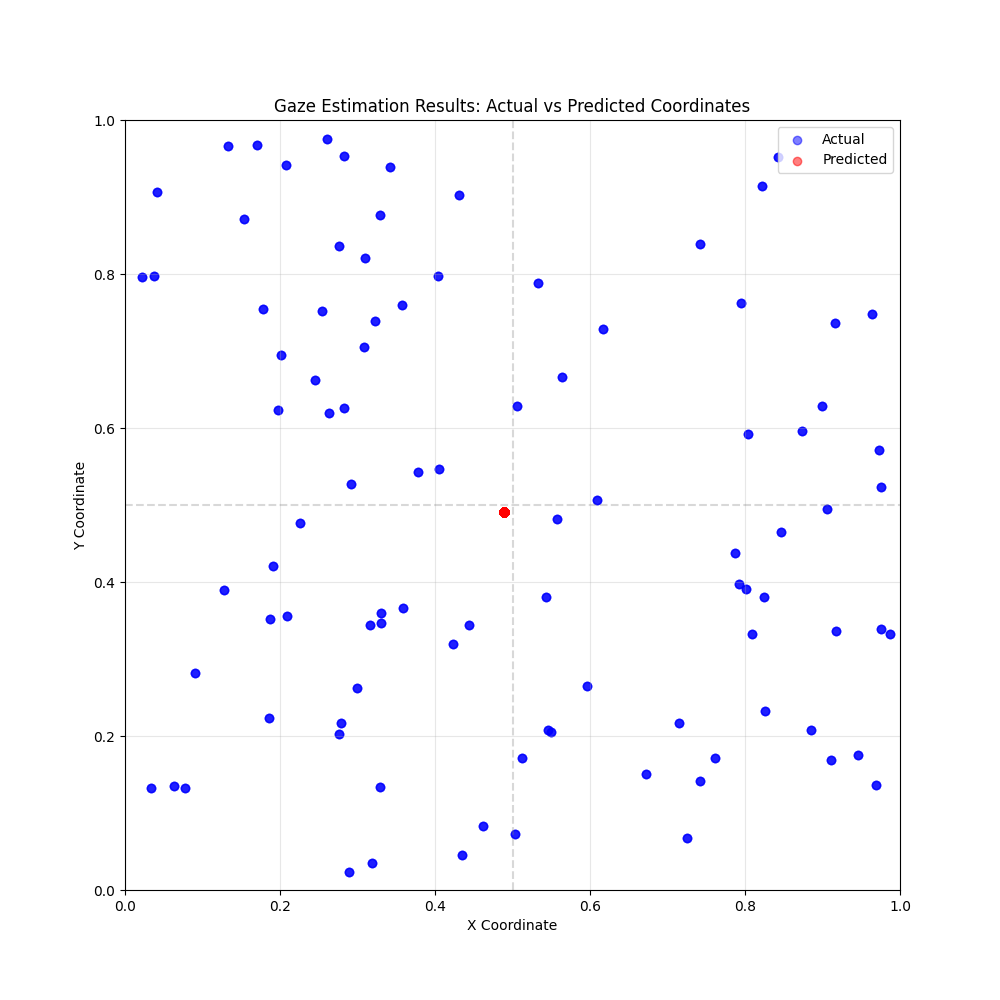 Gaze Estimation Results: Actual vs Predicted Coordinates
Actual
Predicted
1.0
0.8
0.6
0.4
0.2
0.0
Y Coordinate
0.0 0.2 0.4 0.6 0.8 1.0
X Coordinate